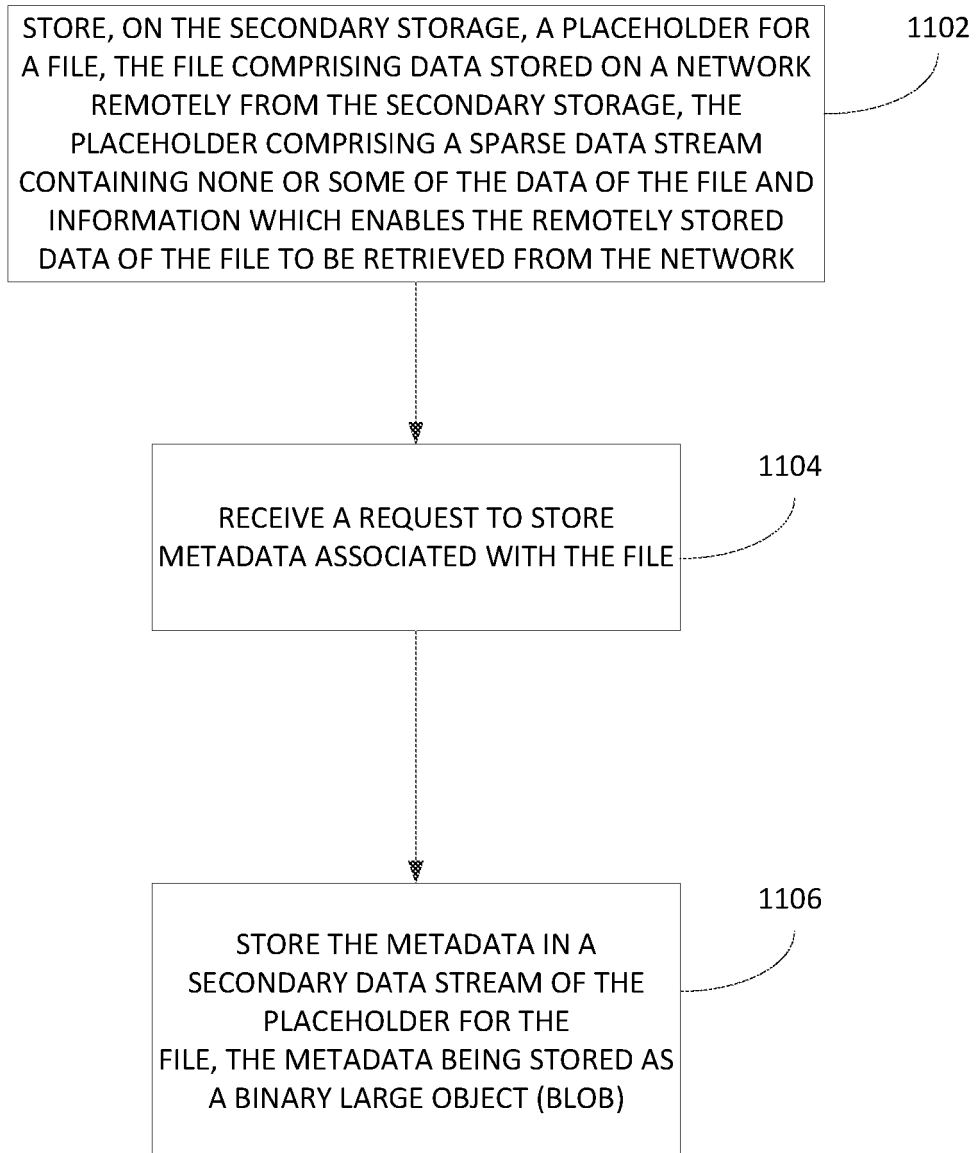 STORE, ON THE SECONDARY STORAGE, A PLACEHOLDER FOR
A FILE, THE FILE COMPRISING DATA STORED ON A NETWORK
REMOTELY FROM THE SECONDARY STORAGE, THE
PLACEHOLDER COMPRISING A SPARSE DATA STREAM
CONTAINING NONE OR SOME OF THE DATA OF THE FILE AND
INFORMATION WHICH ENABLES THE REMOTELY STORED
DATA OF THE FILE TO BE RETRIEVED FROM THE NETWORK
1102
RECEIVE A REQUEST TO STORE
METADATA ASSOCIATED WITH THE FILE
1104
STORE THE METADATA IN A
SECONDARY DATA STREAM OF THE
PLACEHOLDER FOR THE
FILE, THE METADATA BEING STORED AS
A BINARY LARGE OBJECT (BLOB)
1106